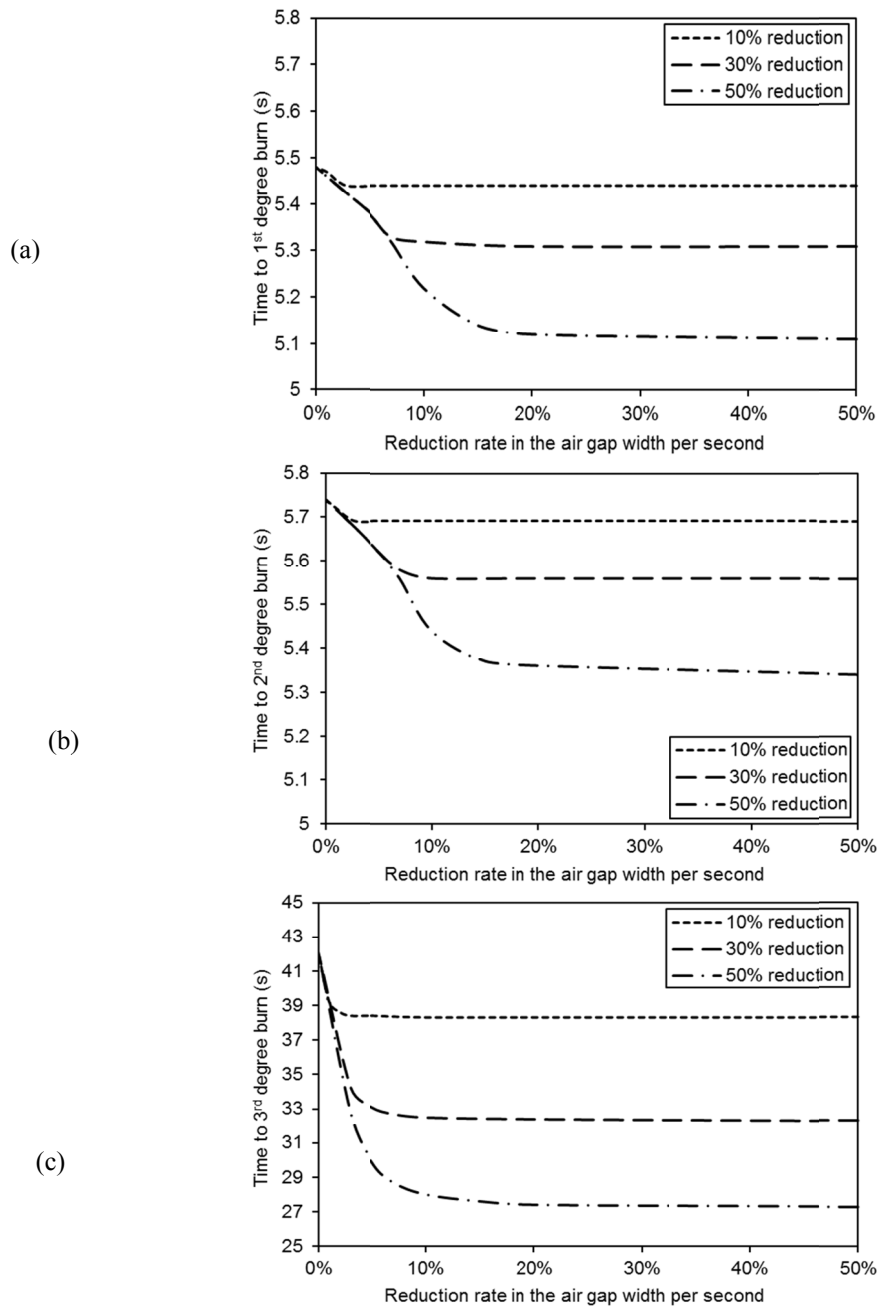 5.8
5.7
5.6
5.5
5.4
5.3
5.2
5.1
5
Time to 1st degree burn (s)
10% reduction
30% reduction
50% reduction
(a)
0% 10% 20% 30% 40% 50%
Reduction rate in the air gap width per second
5.8
5.7
5.6
5.5
5.4
5.3
5.2
5.1
5
Time to 2nd degree burn (s)
10% reduction
30% reduction
50% reduction
(b)
0% 10% 20% 30% 40% 50%
Reduction rate in the air gap width per second
45
43
41
39
37
35
33
31
29
27
25
Time to 3rd degree burn (s)
10% reduction
30% reduction
50% reduction
(c)
0% 10% 20% 30% 40% 50%
Reduction rate in the air gap width per second